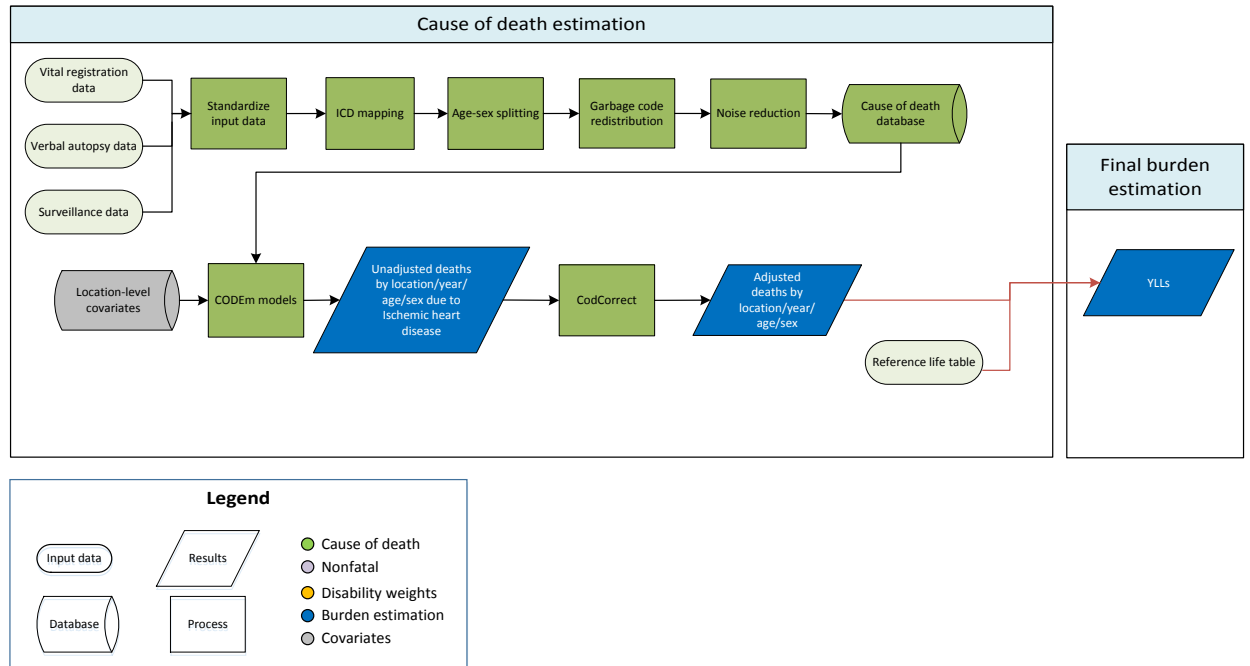 Cause of death estimation
Vital registration
data
Verbal autopsy data
Surveillance data
Standardize
input data
ICD mapping
Age-sex splitting
Garbage code
redistribution
Noise reduction
Cause of death
database
Location-level
covariates
CODEm models
Unadjusted deaths
by location/year/
age/sex due to
Ischemic heart
disease
CodCorrect
Adjusted
deaths by
location/year/
age/sex
Reference life table
Final burden
estimation
YLLs
Legend
Input data
Results
Database
Process
Cause of death
Nonfatal
Disability weights
Burden estimation
Covariates